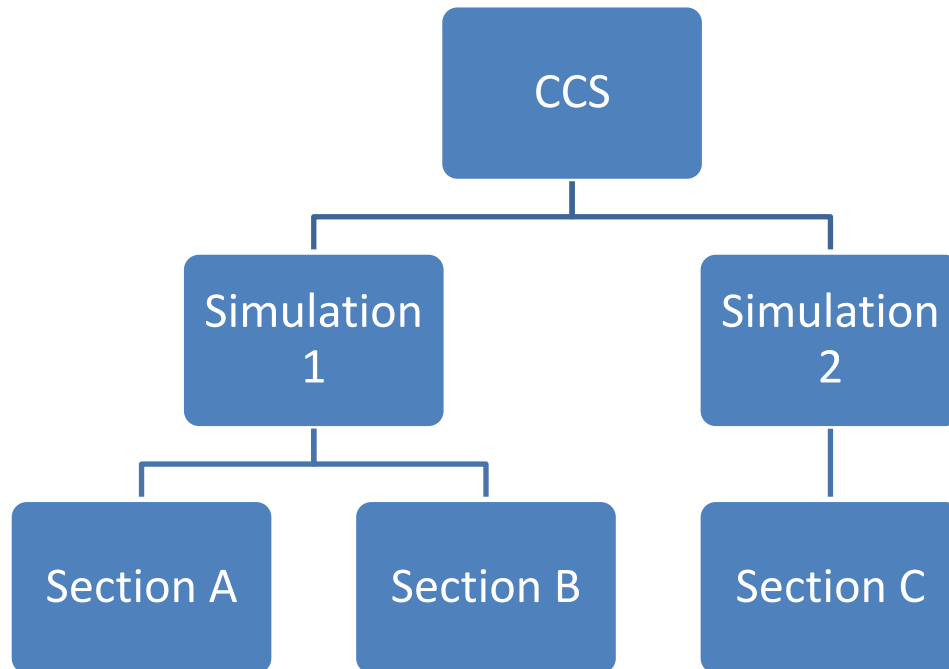 CCS
Simulation
1
Simulation
2
Section A
Section B
Section C